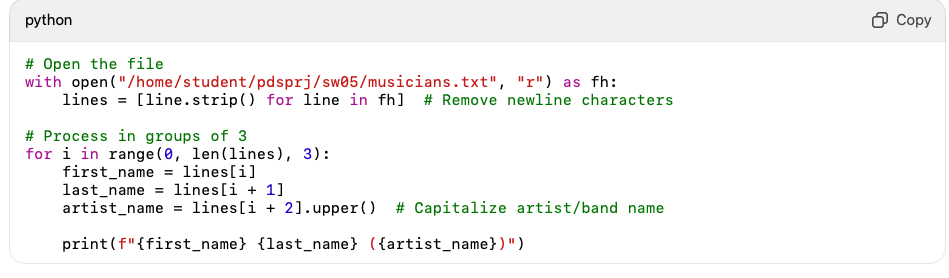 python
Copy
# Open the file
with open("/home/student/pdsprj/sw05/musicians.txt", "r") as fh:
    lines = [line.strip() for line in fh]  # Remove newline characters

# Process in groups of 3
for i in range(0, len(lines), 3):
    first_name = lines[i]
    last_name = lines[i + 1]
    artist_name = lines[i + 2].upper()  # Capitalize artist/band name

    print(f"{first_name} {last_name} ({artist_name})")